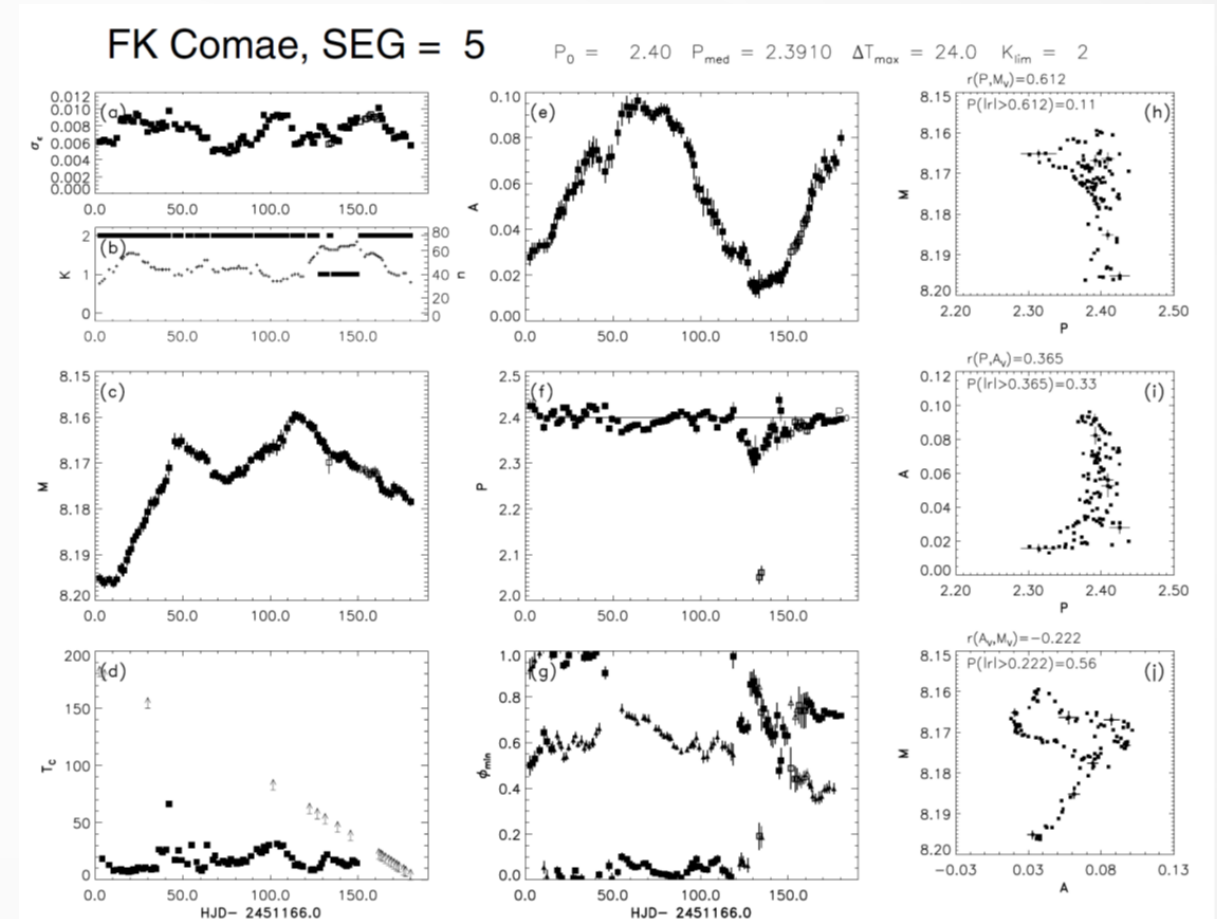 FK Comae, SEG = 5
P₀ = 2.40 P_med = 2.3910 ΔT_max = 24.0 K_lim = 2
(a)
σ_ε
0.012
0.010
0.008
0.006
0.004
0.002
0.000
0.0 50.0 100.0 150.0
(b)
K
2
1
0
n
80
60
40
20
0
0.0 50.0 100.0 150.0
(c)
M
8.15
8.16
8.17
8.18
8.19
8.20
0.0 50.0 100.0 150.0
(d)
T_c
200
150
100
50
0
0.0 50.0 100.0 150.0
HJD- 2451166.0
(e)
A
0.10
0.08
0.06
0.04
0.02
0.00
0.0 50.0 100.0 150.0
(f)
P
2.5
2.4
2.3
2.2
2.1
2.0
0.0 50.0 100.0 150.0
(g)
ϕ_min
1.0
0.8
0.6
0.4
0.2
0.0
0.0 50.0 100.0 150.0
HJD- 2451166.0
r(P,M_v)=0.612
P(|r|>0.612)=0.11
(h)
M
8.15
8.16
8.17
8.18
8.19
8.20
2.20 2.30 2.40 2.50
P
r(P,A_v)=0.365
P(|r|>0.365)=0.33
(i)
A
0.12
0.10
0.08
0.06
0.04
0.02
0.00
2.20 2.30 2.40 2.50
P
r(A_v,M_v)=-0.222
P(|r|>0.222)=0.56
(j)
M
8.15
8.16
8.17
8.18
8.19
8.20
-0.03 0.03 0.08 0.13
A